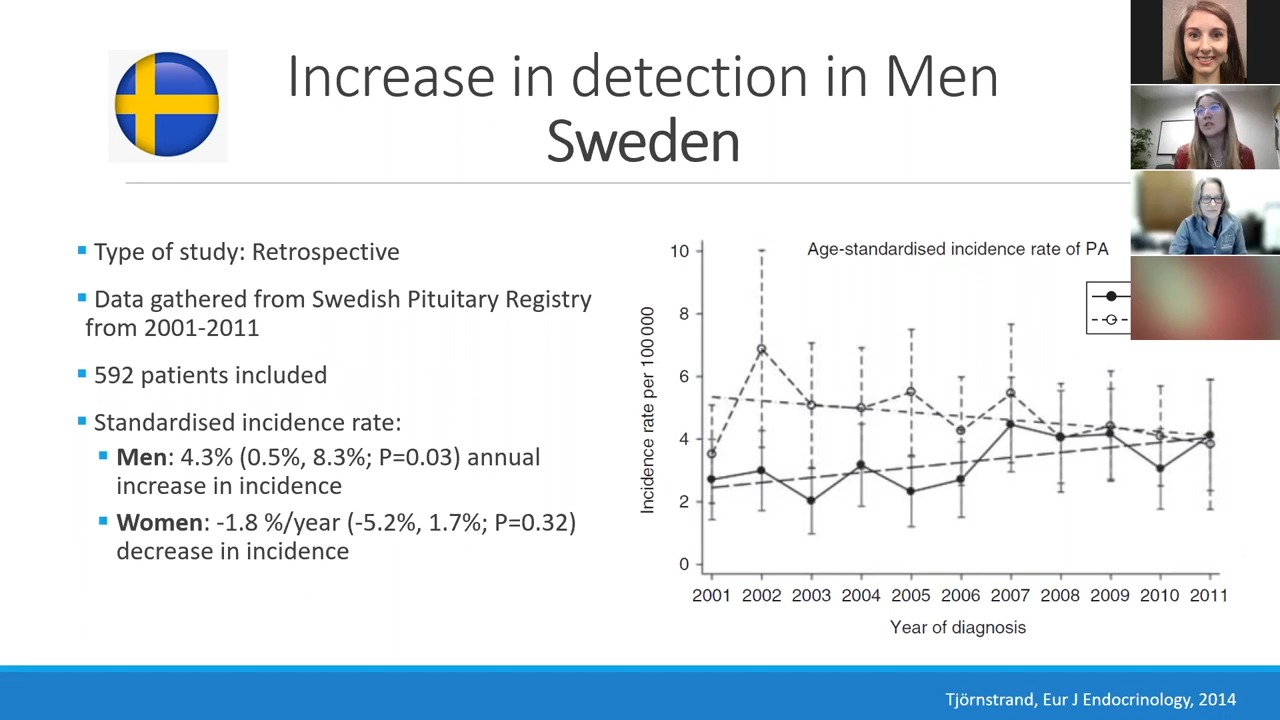 Increase in detection in Men
Sweden
▪ Type of study: Retrospective
▪ Data gathered from Swedish Pituitary Registry
from 2001-2011
▪ 592 patients included
▪ Standardised incidence rate:
▪ Men: 4.3% (0.5%, 8.3%; P=0.03) annual
increase in incidence
▪ Women: -1.8 %/year (-5.2%, 1.7%; P=0.32)
decrease in incidence
Age-standardised incidence rate of PA
Incidence rate per 100 000
10
8
6
4
2
0
2001 2002 2003 2004 2005 2006 2007 2008 2009 2010 2011
Year of diagnosis
Tjörnstrand, Eur J Endocrinology, 2014